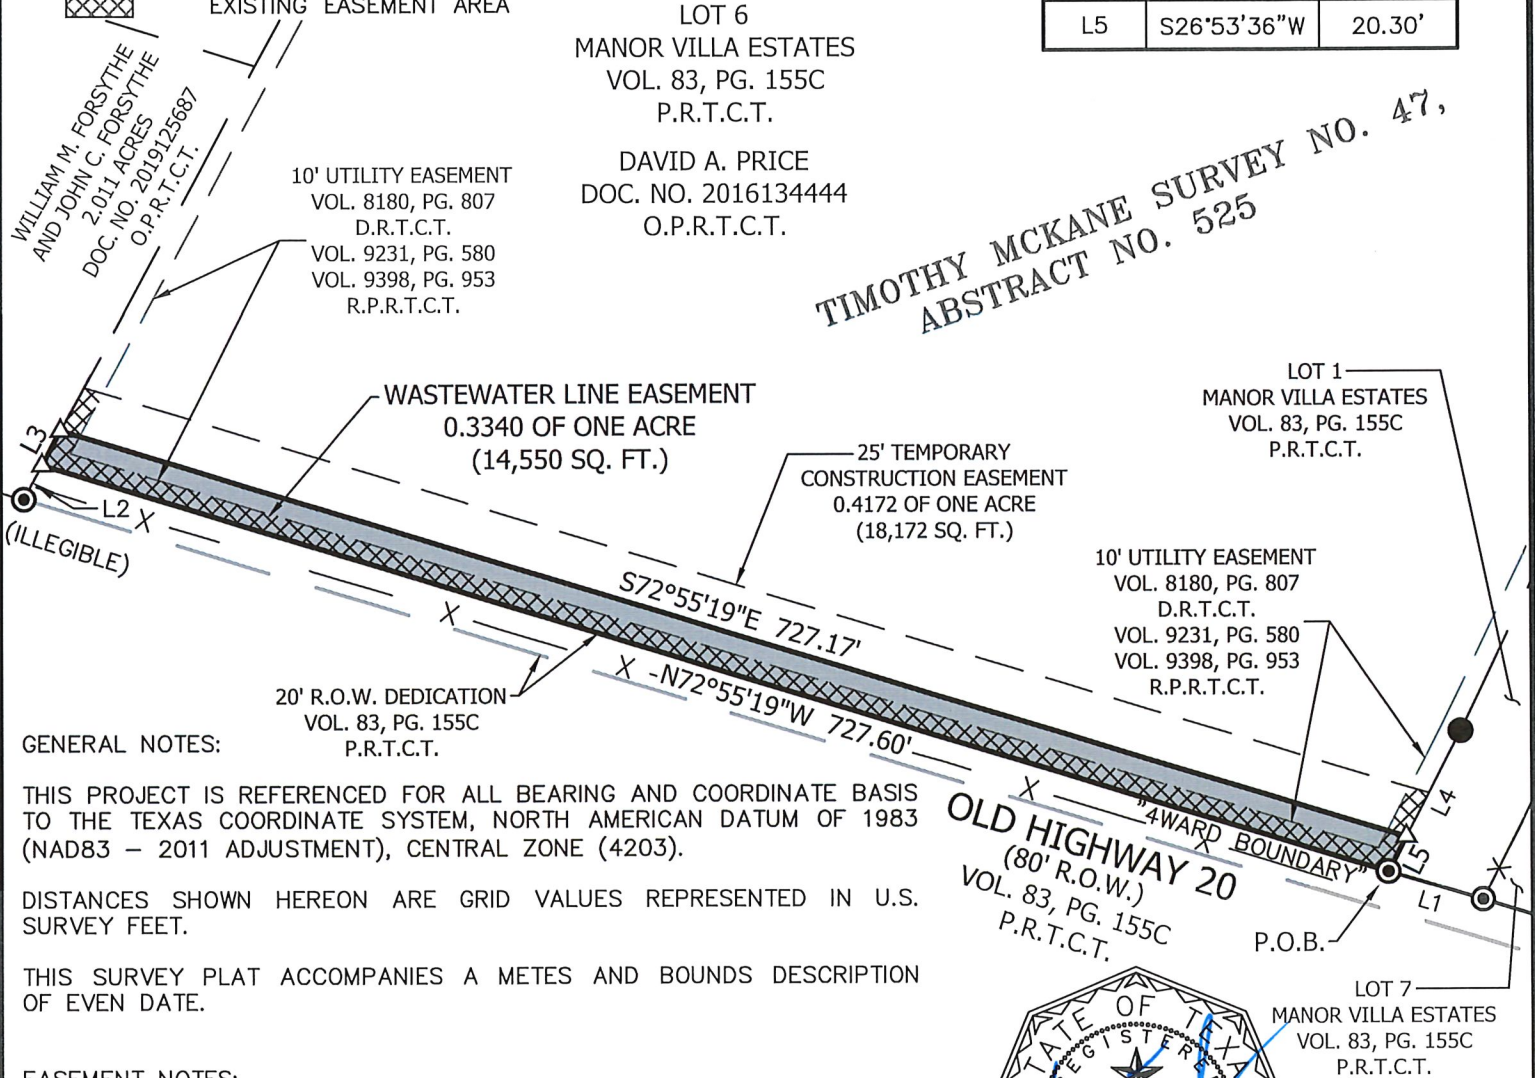 EXISTING EASEMENT AREA
L5 S26°53'36"W 20.30'
LOT 6
MANOR VILLA ESTATES
VOL. 83, PG. 155C
P.R.T.C.T.
DAVID A. PRICE
DOC. NO. 2016134444
O.P.R.T.C.T.
WILLIAM M. FORSYTHE
AND JOHN C. FORSYTHE
2.011 ACRES
DOC. NO. 2019125687
O.P.R.T.C.T.
10' UTILITY EASEMENT
VOL. 8180, PG. 807
D.R.T.C.T.
VOL. 9231, PG. 580
VOL. 9398, PG. 953
R.P.R.T.C.T.
TIMOTHY MCKANE SURVEY NO. 47,
ABSTRACT NO. 525
WASTEWATER LINE EASEMENT
0.3340 OF ONE ACRE
(14,550 SQ. FT.)
25' TEMPORARY
CONSTRUCTION EASEMENT
0.4172 OF ONE ACRE
(18,172 SQ. FT.)
LOT 1
MANOR VILLA ESTATES
VOL. 83, PG. 155C
P.R.T.C.T.
L3
L2
(ILLEGIBLE)
X
X
X
X
X
X
S72°55'19"E 727.17'
N72°55'19"W 727.60'
10' UTILITY EASEMENT
VOL. 8180, PG. 807
D.R.T.C.T.
VOL. 9231, PG. 580
VOL. 9398, PG. 953
R.P.R.T.C.T.
20' R.O.W. DEDICATION
VOL. 83, PG. 155C
P.R.T.C.T.
L4
L5
L1
"4WARD BOUNDARY"
P.O.B.
OLD HIGHWAY 20
(80' R.O.W.)
VOL. 83, PG. 155C
P.R.T.C.T.
LOT 7
MANOR VILLA ESTATES
VOL. 83, PG. 155C
P.R.T.C.T.
GENERAL NOTES:
THIS PROJECT IS REFERENCED FOR ALL BEARING AND COORDINATE BASIS
TO THE TEXAS COORDINATE SYSTEM, NORTH AMERICAN DATUM OF 1983
(NAD83 – 2011 ADJUSTMENT), CENTRAL ZONE (4203).
DISTANCES SHOWN HEREON ARE GRID VALUES REPRESENTED IN U.S.
SURVEY FEET.
THIS SURVEY PLAT ACCOMPANIES A METES AND BOUNDS DESCRIPTION
OF EVEN DATE.
EASEMENT NOTES:
TATE OF TEXA
EGISTERE